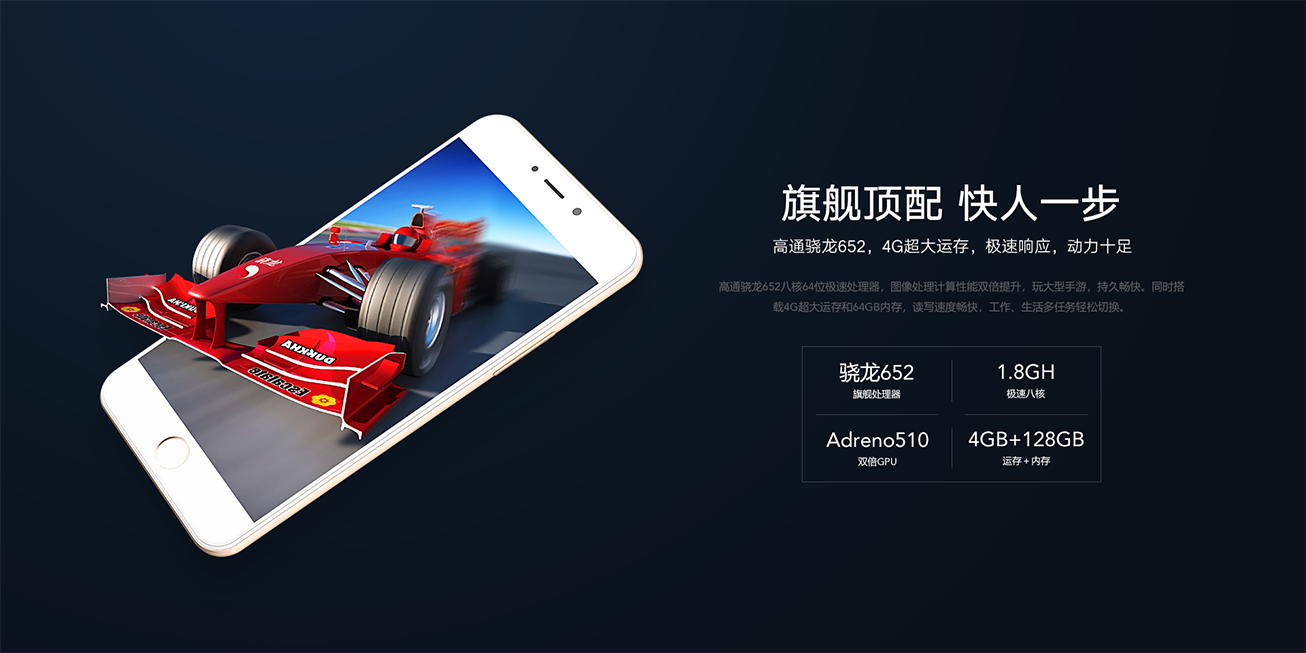 旗舰顶配 快人一步
高通骁龙652，4G超大运存，极速响应，动力十足
高通骁龙652八核64位极速处理器，图像处理计算性能双倍提升，玩大型手游，持久畅快。同时搭
载4G超大运存和64GB内存，读写速度畅快，工作、生活多任务轻松切换。
骁龙652
旗舰处理器
1.8GH
极速八核
Adreno510
双倍GPU
4GB+128GB
运存+内存
骁龙
DURKHA